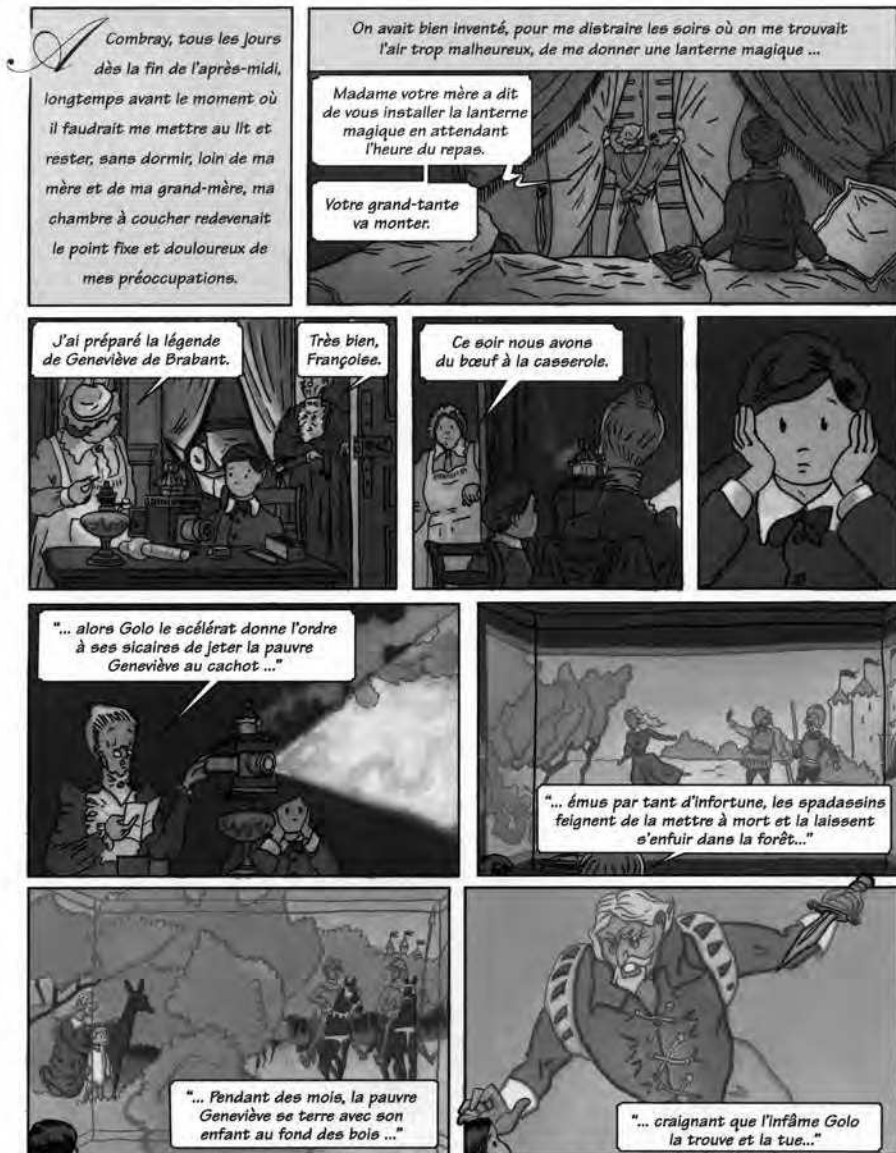 A Combray, tous les jours
dès la fin de l'après-midi,
longtemps avant le moment où
il faudrait me mettre au lit et
rester, sans dormir, loin de ma
mère et de ma grand-mère, ma
chambre à coucher redevenait
le point fixe et douloureux de
mes préoccupations.
On avait bien inventé, pour me distraire les soirs où on me trouvait
l'air trop malheureux, de me donner une lanterne magique ...
Madame votre mère a dit
de vous installer la lanterne
magique en attendant
l'heure du repas.
Votre grand-tante
va monter.
J'ai préparé la légende
de Geneviève de Brabant.
Très bien,
Françoise.
Ce soir nous avons
du bœuf à la casserole.
"... alors Golo le scélérat donne l'ordre
à ses sicaires de jeter la pauvre
Geneviève au cachot ..."
"... émus par tant d'infortune, les spadassins
feignent de la mettre à mort et la laissent
s'enfuir dans la forêt..."
"... Pendant des mois, la pauvre
Geneviève se terre avec son
enfant au fond des bois ..."
"... craignant que l'infâme Golo
la trouve et la tue..."